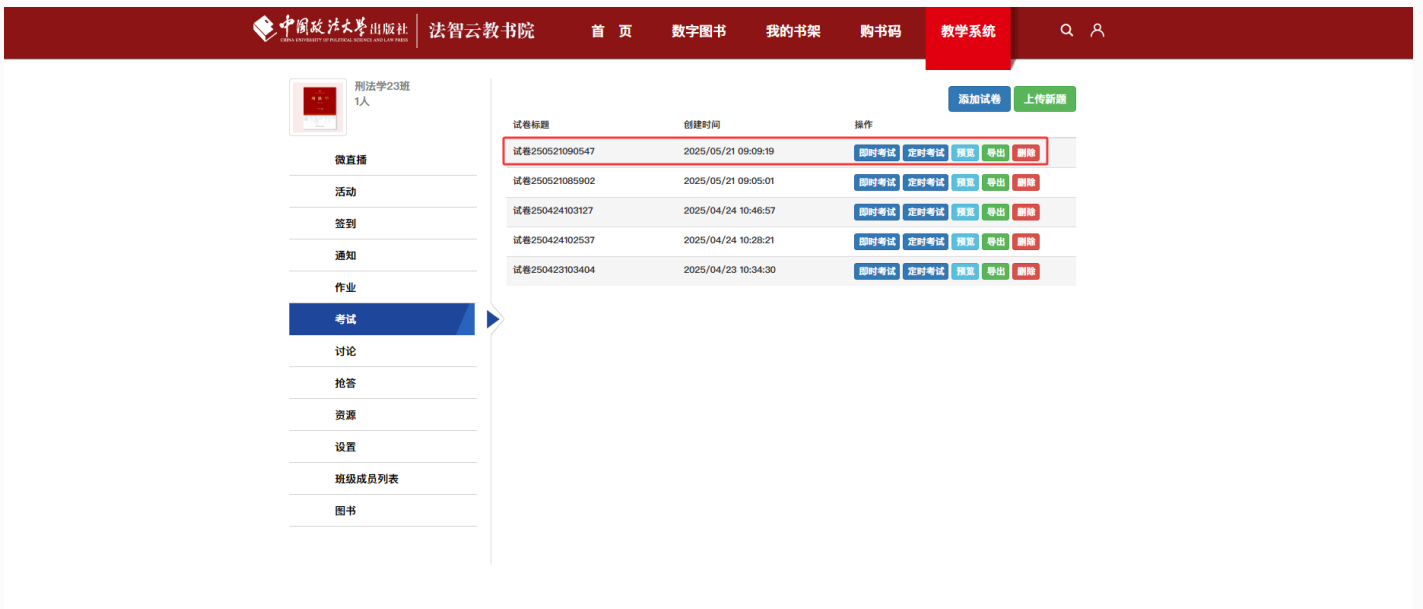 中国政法大学出版社 法智云教书院 首 页 数字图书 我的书架 购书码 教学系统
CHINA UNIVERSITY OF POLITICAL SCIENCE AND LAW PRESS
刑法学23班
1人
添加试卷 上传新题
微直播
活动
签到
通知
作业
考试
讨论
抢答
资源
设置
班级成员列表
图书
试卷标题 创建时间 操作
试卷250521090547 2025/05/21 09:09:19 即时考试 定时考试 预览 导出 删除
试卷250521085902 2025/05/21 09:05:01 即时考试 定时考试 预览 导出 删除
试卷250424103127 2025/04/24 10:46:57 即时考试 定时考试 预览 导出 删除
试卷250424102537 2025/04/24 10:28:21 即时考试 定时考试 预览 导出 删除
试卷250423103404 2025/04/23 10:34:30 即时考试 定时考试 预览 导出 删除